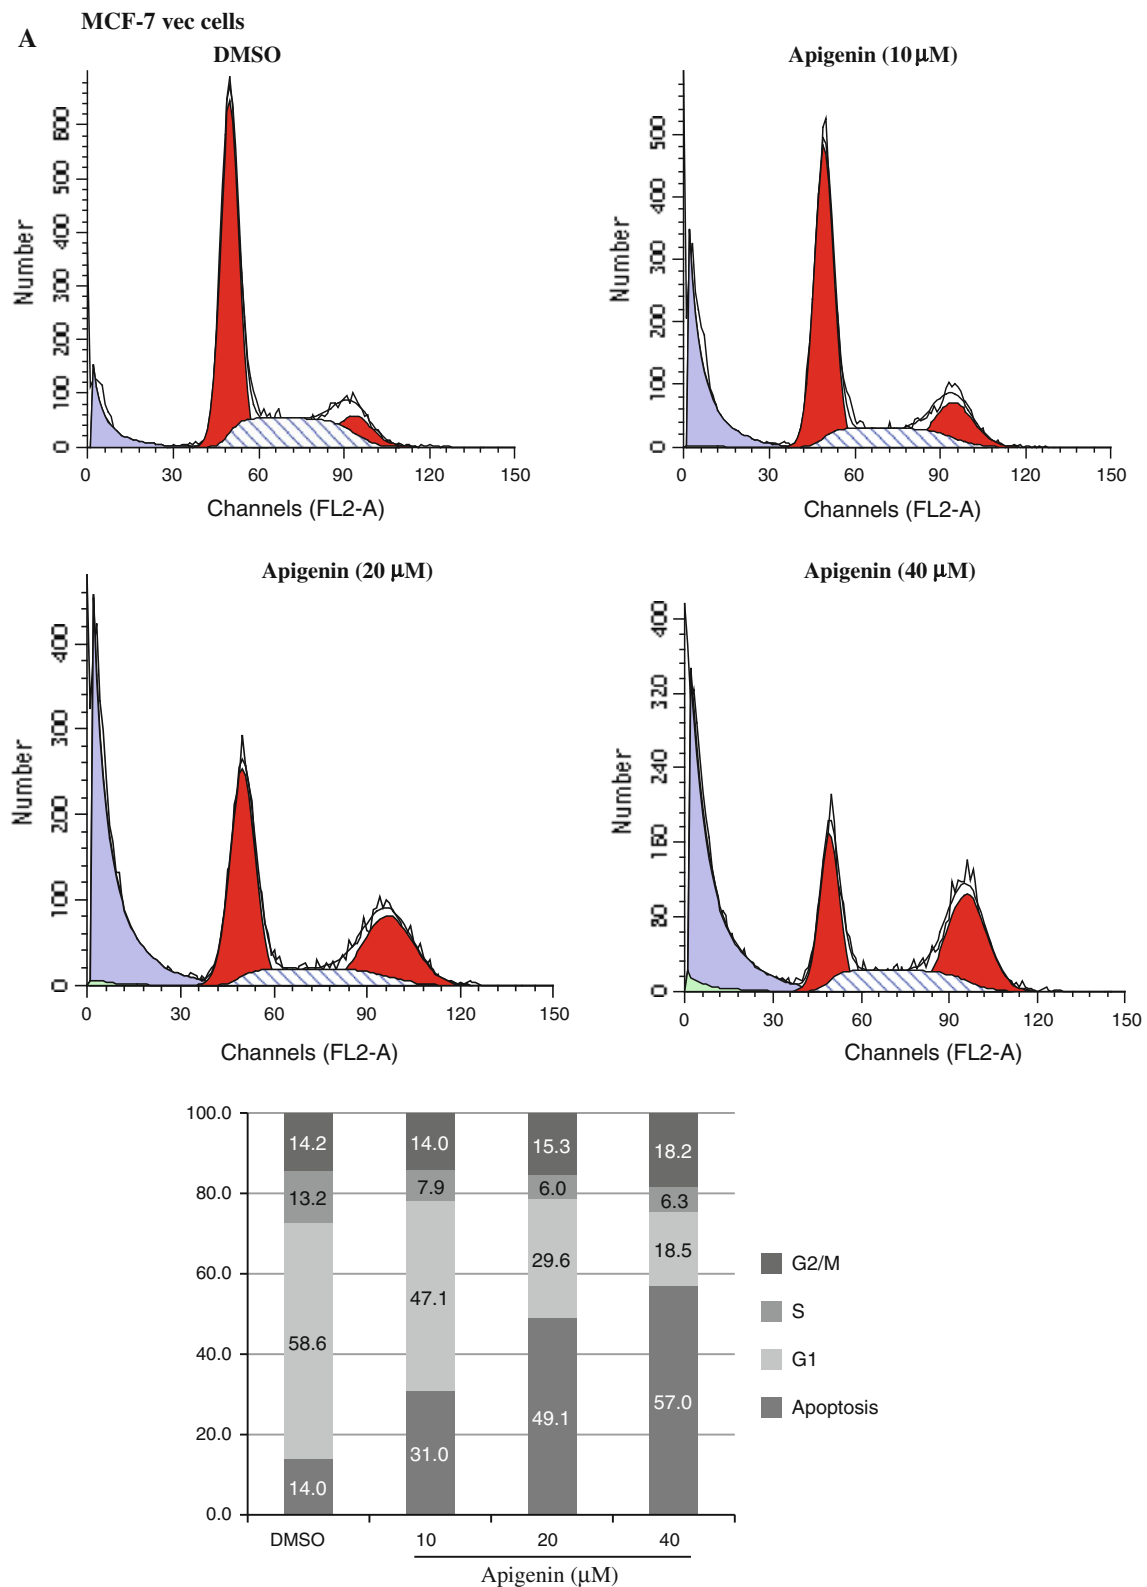 A
MCF-7 vec cells
DMSO
Number
0 100 200 300 400 500 600
0 30 60 90 120 150
Channels (FL2-A)
Apigenin (10 µM)
Number
0 100 200 300 400 500
0 30 60 90 120 150
Channels (FL2-A)
Apigenin (20 µM)
Number
0 100 200 300 400
0 30 60 90 120 150
Channels (FL2-A)
Apigenin (40 µM)
Number
0 80 160 240 320 400
0 30 60 90 120 150
Channels (FL2-A)
100.0
80.0
60.0
40.0
20.0
0.0
14.2 14.0 15.3 18.2
13.2 7.9 6.0 6.3
58.6 47.1 29.6 18.5
14.0 31.0 49.1 57.0
G2/M
S
G1
Apoptosis
DMSO 10 20 40
Apigenin (µM)